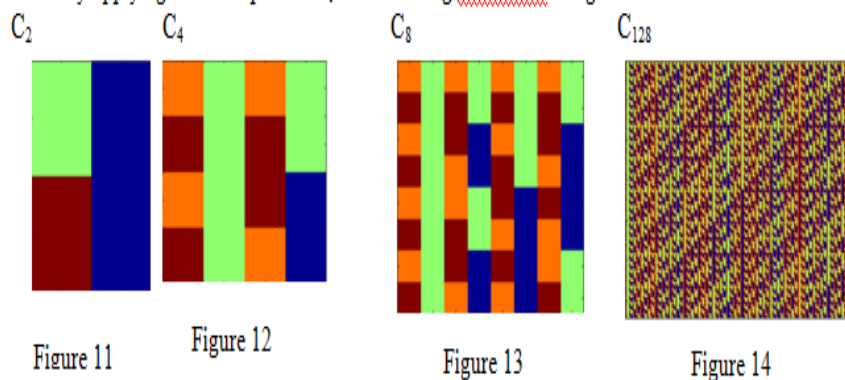 C₂ C₄ C₈ C₁₂₈
Figure 11 Figure 12 Figure 13 Figure 14